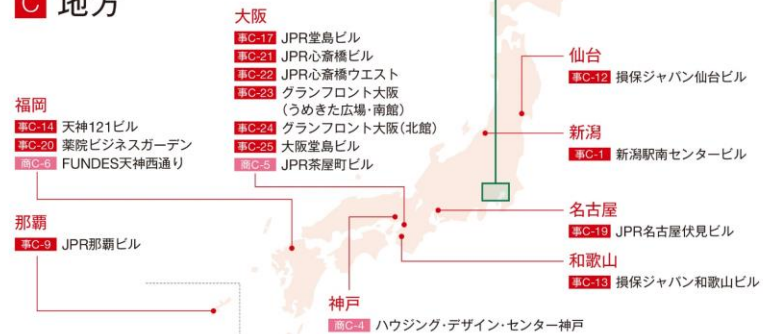 C 地方
大阪
事C-17 JPR堂島ビル
事C-21 JPR心斎橋ビル
事C-22 JPR心斎橋ウエスト
事C-23 グランフロント大阪
(うめきた広場・南館)
事C-24 グランフロント大阪(北館)
事C-25 大阪堂島ビル
商C-5 JPR茶屋町ビル
福岡
事C-14 天神121ビル
事C-20 薬院ビジネスガーデン
商C-6 FUNDES天神西通り
那覇
事C-9 JPR那覇ビル
神戸
商C-4 ハウジング・デザイン・センター神戸
仙台
事C-12 損保ジャパン仙台ビル
新潟
事C-1 新潟駅南センタービル
名古屋
事C-19 JPR名古屋伏見ビル
和歌山
事C-13 損保ジャパン和歌山ビル